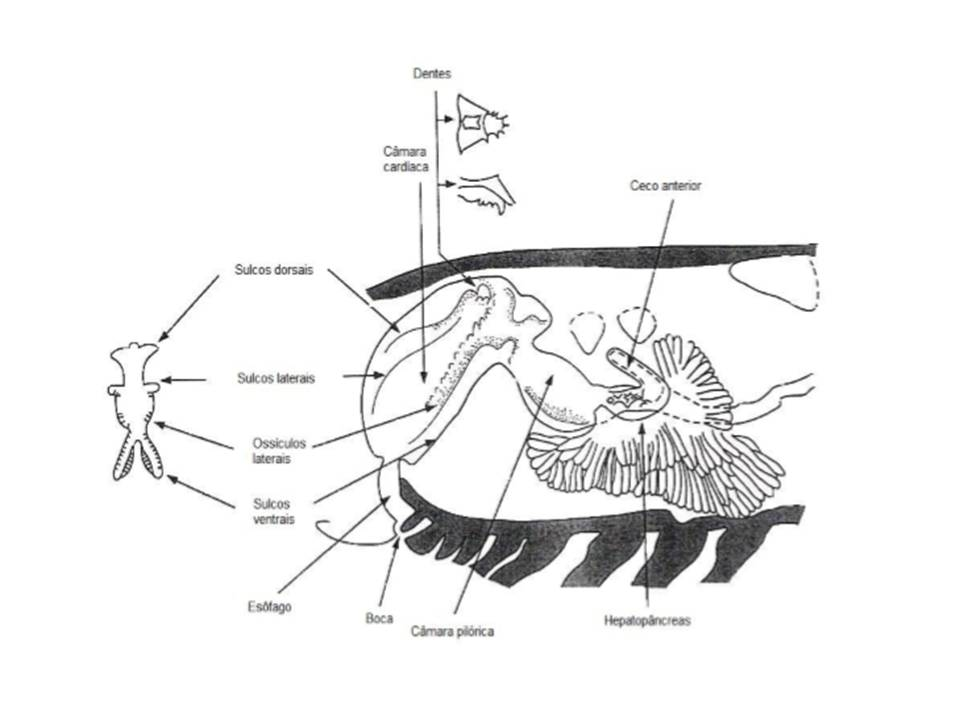 Dentes
Câmara
cardíaca
Ceco anterior
Sulcos dorsais
Sulcos laterais
Ossículos
laterais
Sulcos
ventrais
Esôfago
Boca
Câmara pilórica
Hepatopâncreas